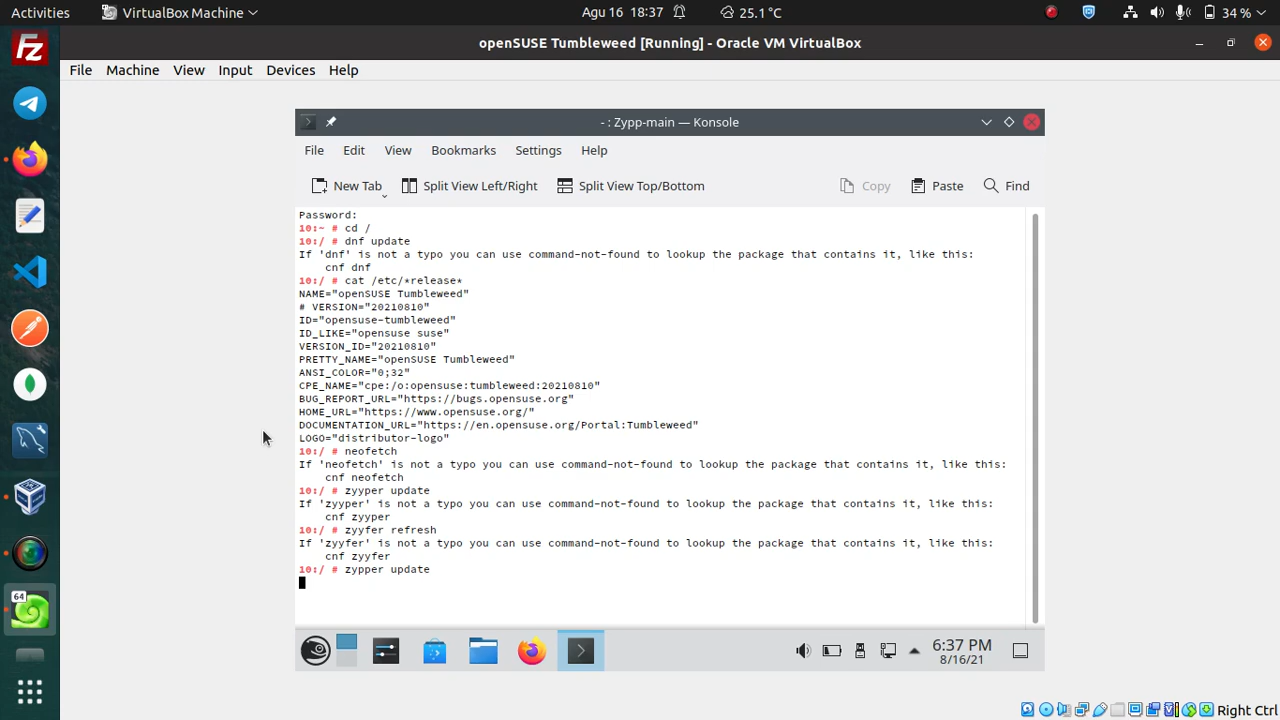 Activities VirtualBox Machine Agu 16 18:37 25.1 °C 34 %
openSUSE Tumbleweed [Running] - Oracle VM VirtualBox
File Machine View Input Devices Help
- : Zypp-main — Konsole
File Edit View Bookmarks Settings Help
New Tab Split View Left/Right Split View Top/Bottom Copy Paste Find
Password:
10:~ # cd /
10:/ # dnf update
If 'dnf' is not a typo you can use command-not-found to lookup the package that contains it, like this:
cnf dnf
10:/ # cat /etc/*release*
NAME="openSUSE Tumbleweed"
# VERSION="20210810"
ID="opensuse-tumbleweed"
ID_LIKE="opensuse suse"
VERSION_ID="20210810"
PRETTY_NAME="openSUSE Tumbleweed"
ANSI_COLOR="0;32"
CPE_NAME="cpe:/o:opensuse:tumbleweed:20210810"
BUG_REPORT_URL="https://bugs.opensuse.org"
HOME_URL="https://www.opensuse.org/"
DOCUMENTATION_URL="https://en.opensuse.org/Portal:Tumbleweed"
LOGO="distributor-logo"
10:/ # neofetch
If 'neofetch' is not a typo you can use command-not-found to lookup the package that contains it, like this:
cnf neofetch
10:/ # zyyper update
If 'zyyper' is not a typo you can use command-not-found to lookup the package that contains it, like this:
cnf zyyper
10:/ # zyyfer refresh
If 'zyyfer' is not a typo you can use command-not-found to lookup the package that contains it, like this:
cnf zyyfer
10:/ # zypper update
64
6:37 PM
8/16/21
Right Ctrl